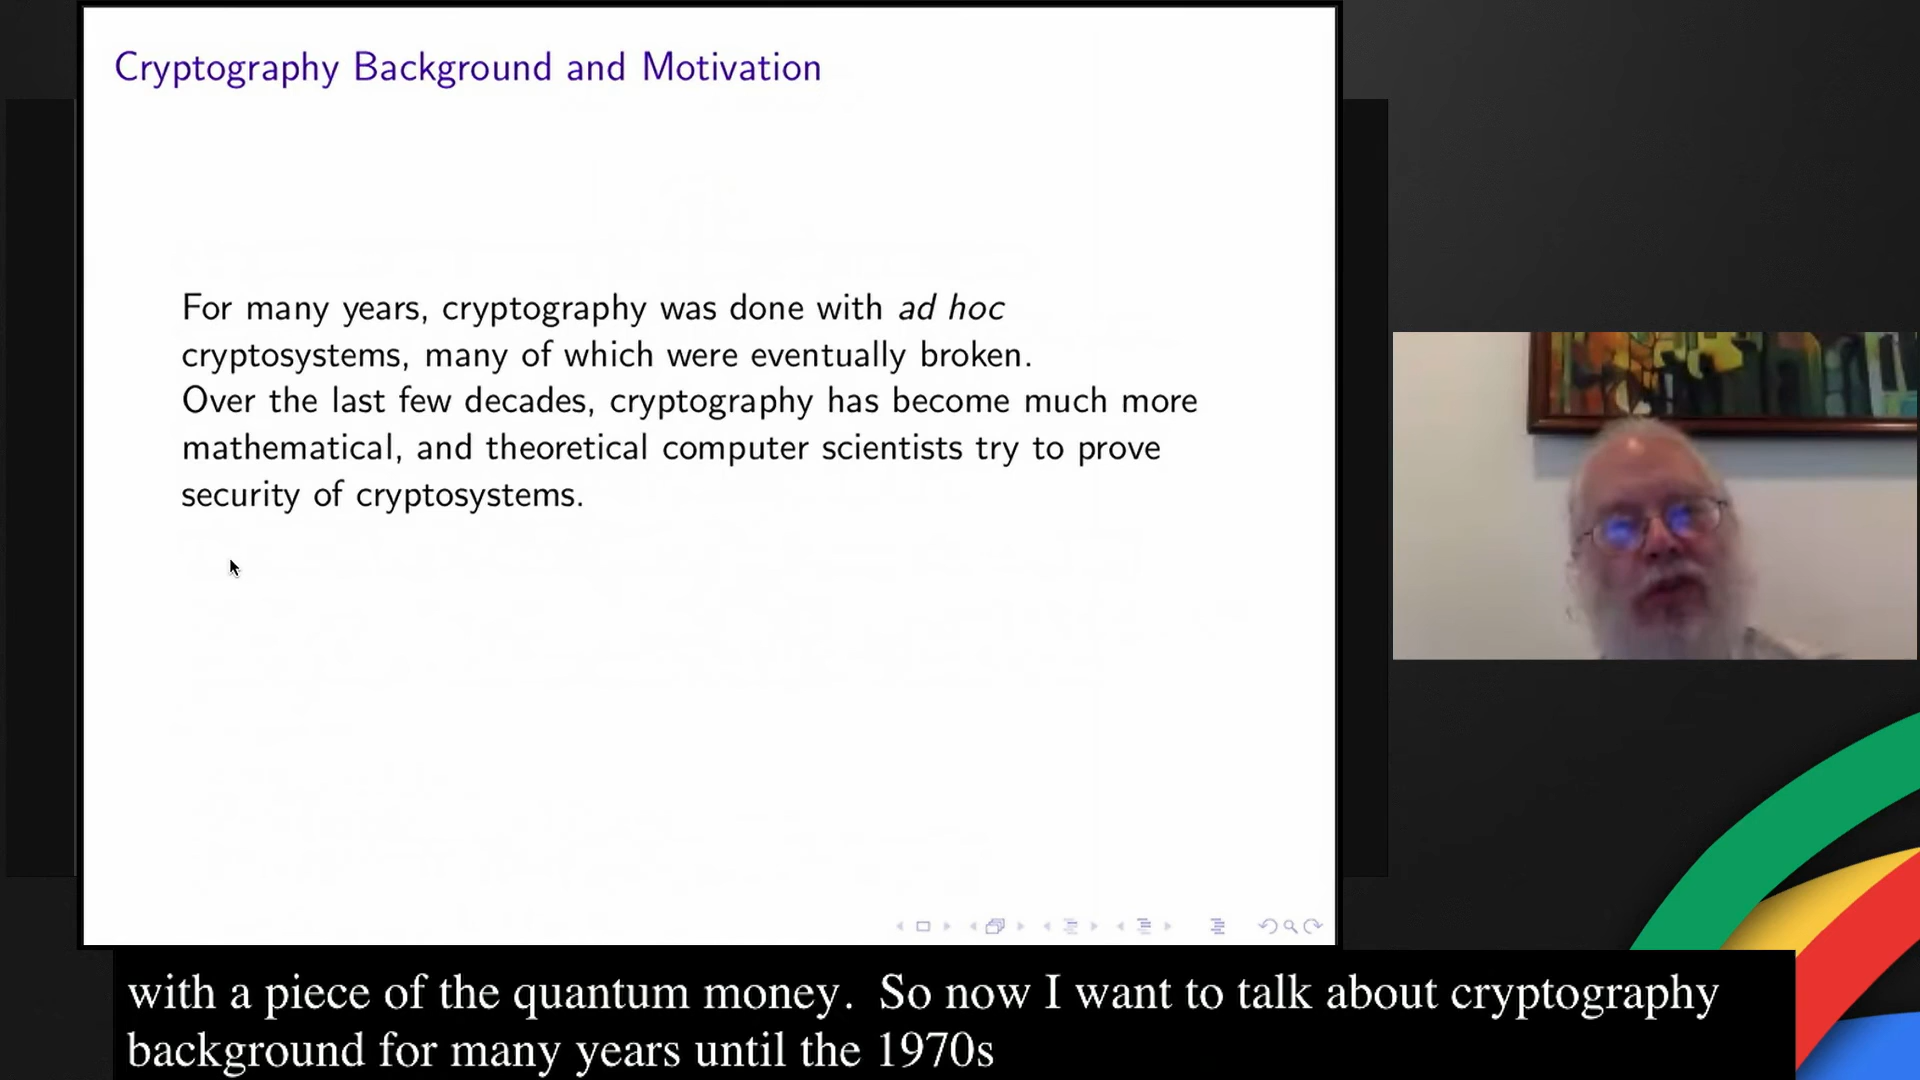 Cryptography Background and Motivation
For many years, cryptography was done with ad hoc
cryptosystems, many of which were eventually broken.
Over the last few decades, cryptography has become much more
mathematical, and theoretical computer scientists try to prove
security of cryptosystems.
with a piece of the quantum money.  So now I want to talk about cryptography
background for many years until the 1970s